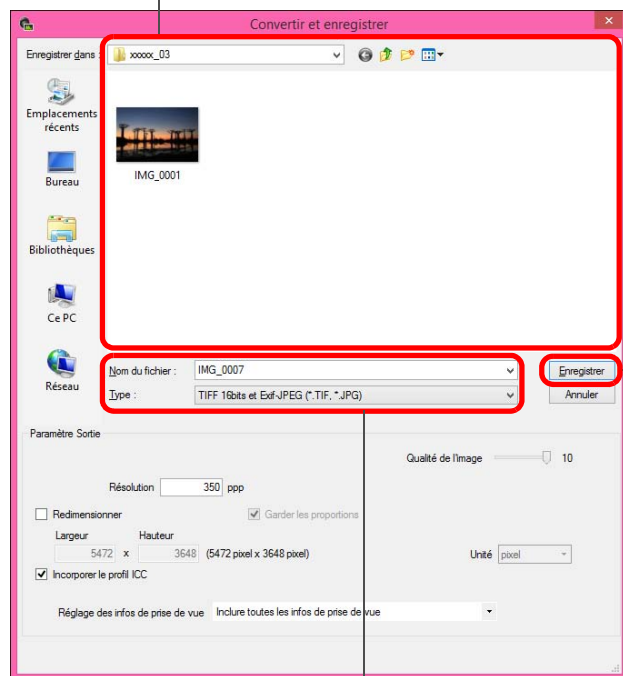 Convertir et enregistrer
Enregistrer dans :
xxxxx_03
Emplacements
récents
Bureau
Bibliothèques
Ce PC
Réseau
IMG_0001
Nom du fichier :
IMG_0007
Enregistrer
Type :
TIFF 16bits et Exif-JPEG (*.TIF, *.JPG)
Annuler
Paramètre Sortie
Qualité de l'image
10
Résolution
350 ppp
Redimensionner
Garder les proportions
Largeur
Hauteur
5472 x 3648 (5472 pixel x 3648 pixel)
Unité
pixel
Incorporer le profil ICC
Réglage des infos de prise de vue
Inclure toutes les infos de prise de vue